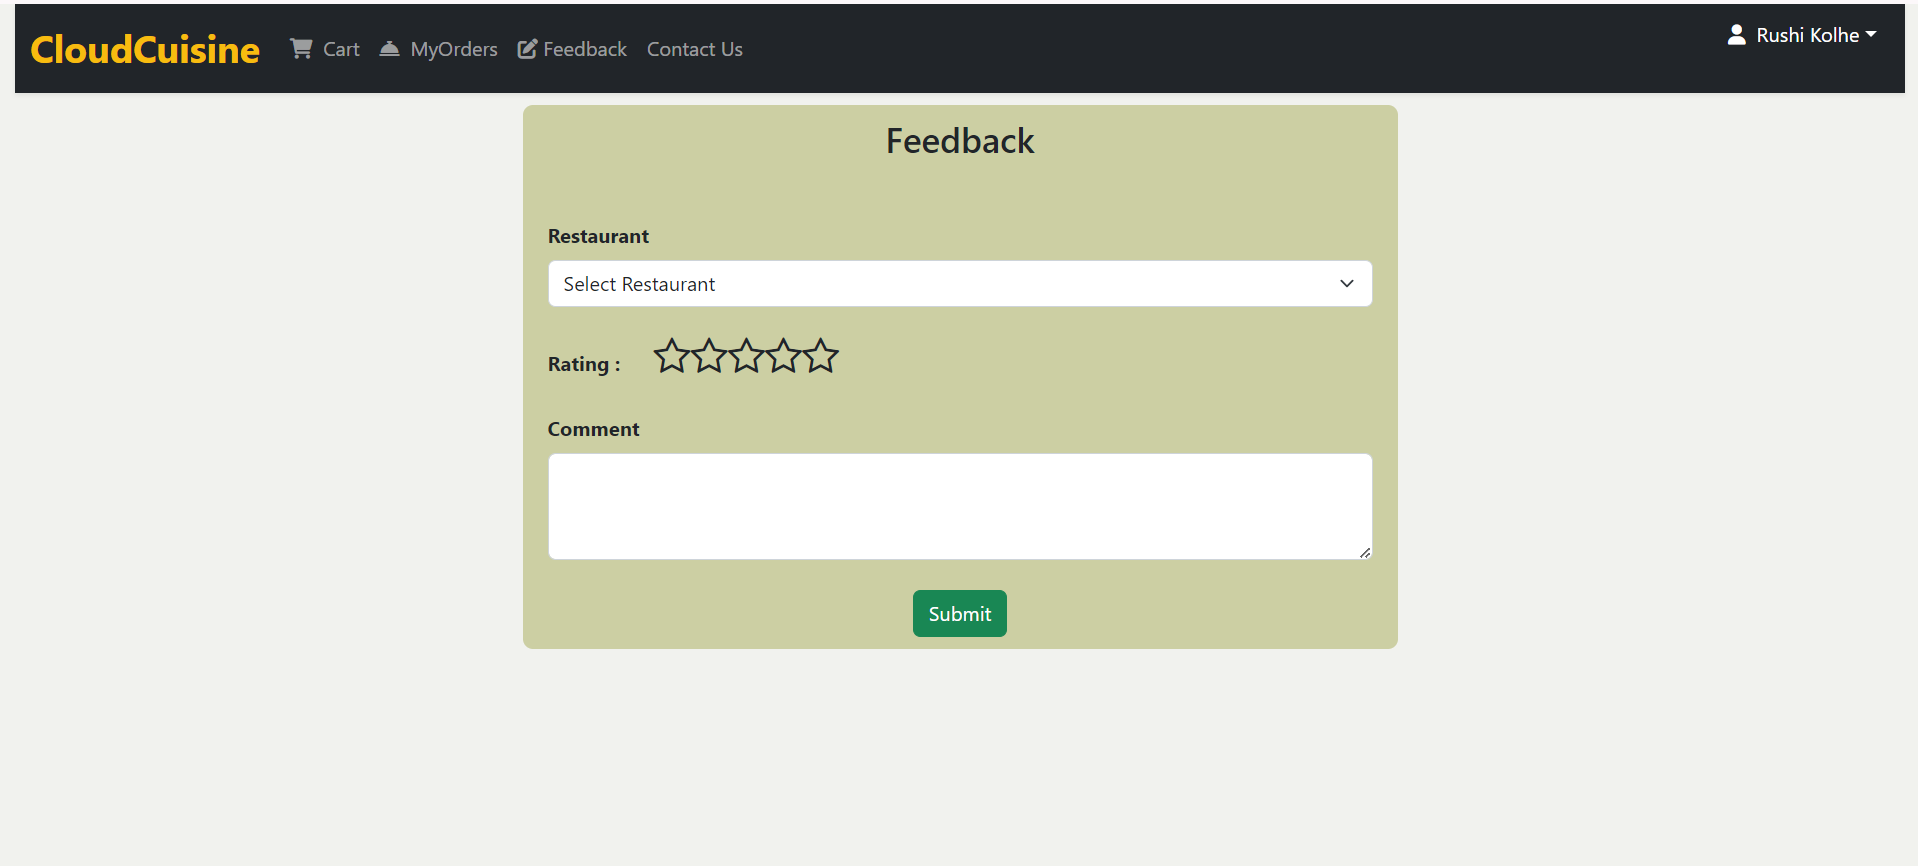 CloudCuisine Cart MyOrders Feedback Contact Us Rushi Kolhe
Feedback
Restaurant
Select Restaurant
Rating :
Comment
Submit